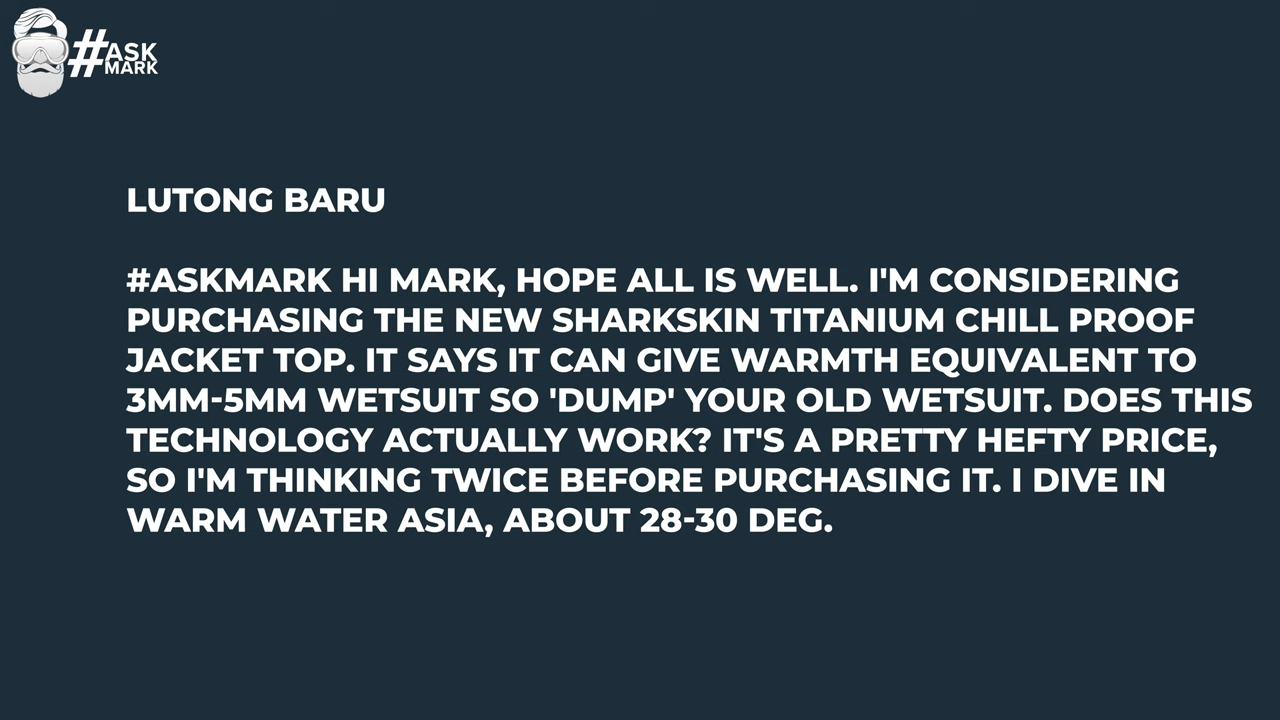 #ASK
MARK
LUTONG BARU
#ASKMARK HI MARK, HOPE ALL IS WELL. I'M CONSIDERING
PURCHASING THE NEW SHARKSKIN TITANIUM CHILL PROOF
JACKET TOP. IT SAYS IT CAN GIVE WARMTH EQUIVALENT TO
3MM-5MM WETSUIT SO 'DUMP' YOUR OLD WETSUIT. DOES THIS
TECHNOLOGY ACTUALLY WORK? IT'S A PRETTY HEFTY PRICE,
SO I'M THINKING TWICE BEFORE PURCHASING IT. I DIVE IN
WARM WATER ASIA, ABOUT 28-30 DEG.